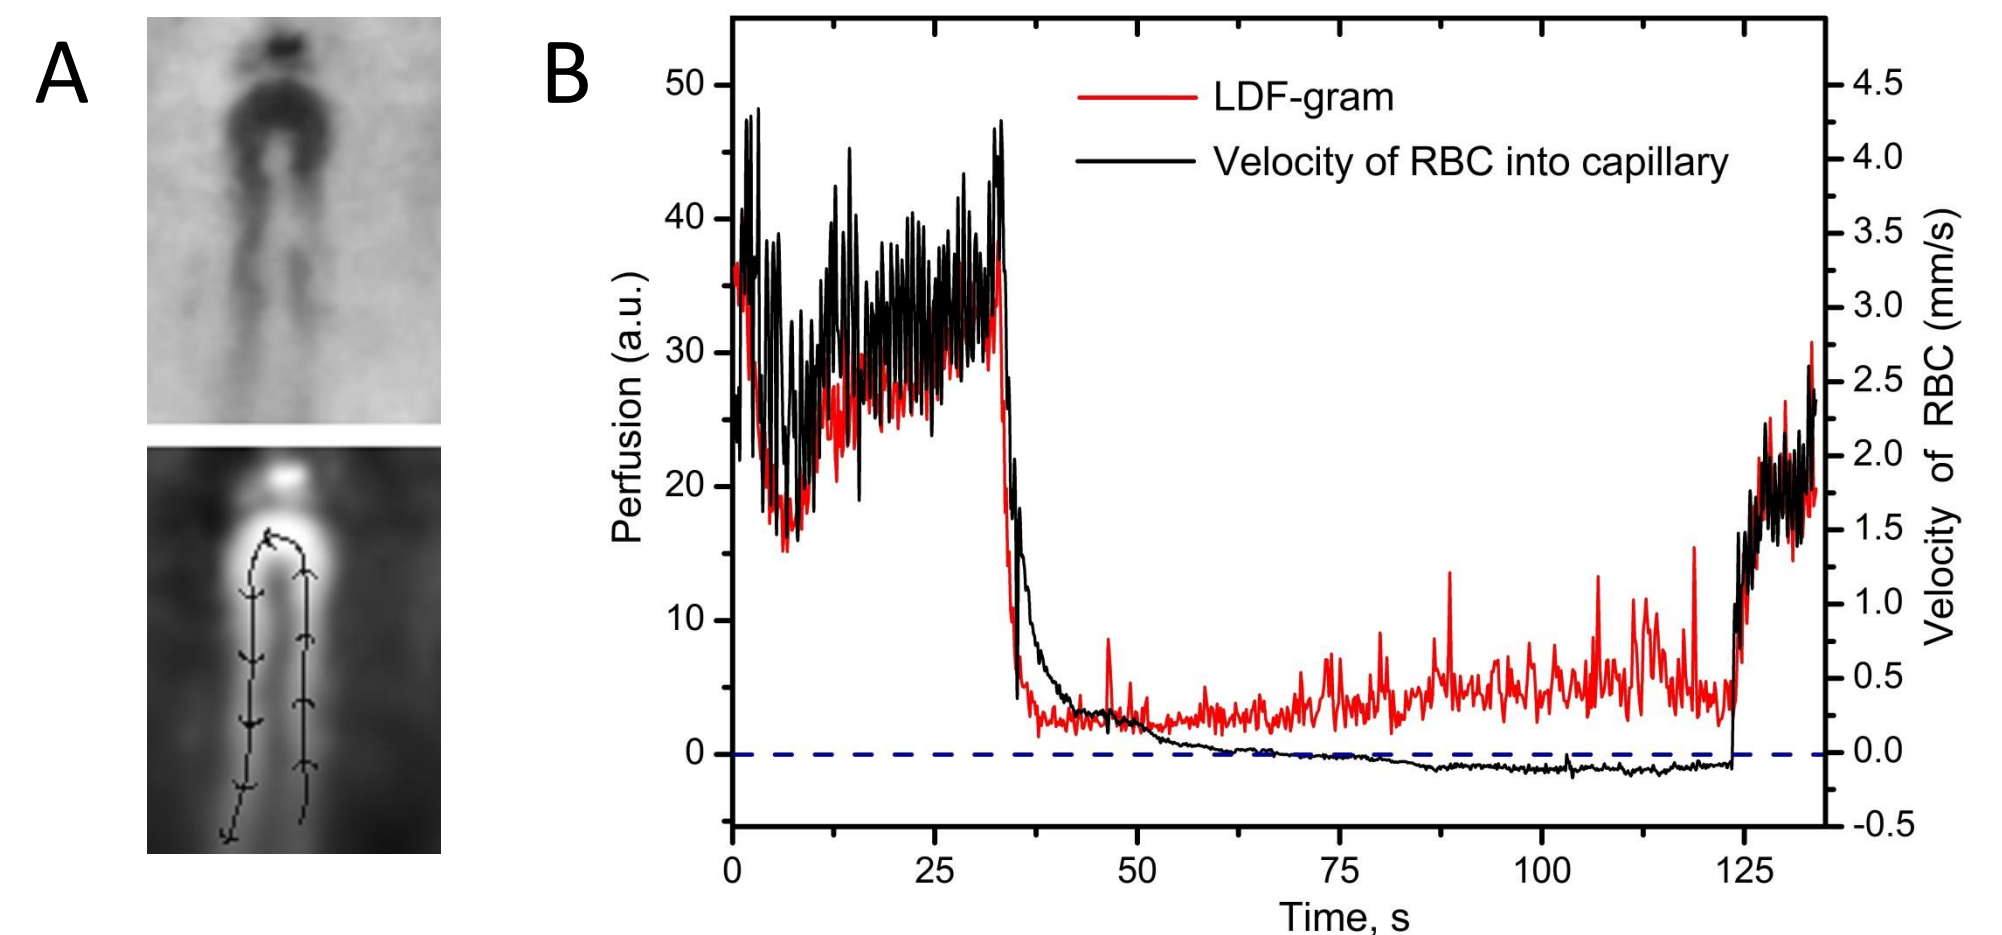 A
B
LDF-gram
Velocity of RBC into capillary
Perfusion (a.u.)
50
40
30
20
10
0
4.5
4.0
3.5
3.0
2.5
2.0
1.5
1.0
0.5
0.0
-0.5
Velocity of RBC (mm/s)
0 25 50 75 100 125
Time, s